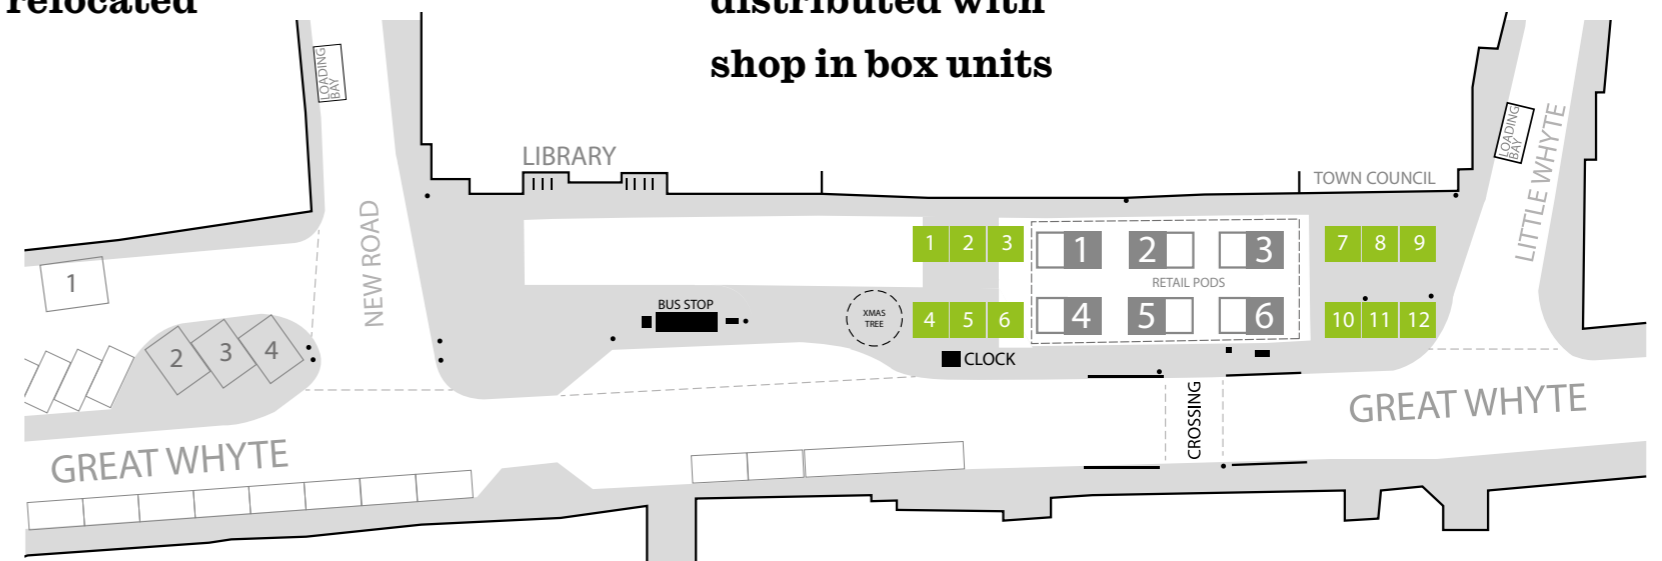 relocated
distributed with
shop in box units
LOADING
BAY
LIBRARY
TOWN COUNCIL
LOADING
BAY
LITTLE WHYTE
NEW ROAD
1
2
3
4
1 2 3
4 5 6
1 2 3
RETAIL PODS
4 5 6
7 8 9
10 11 12
BUS STOP
XMAS
TREE
CLOCK
CROSSING
GREAT WHYTE
GREAT WHYTE